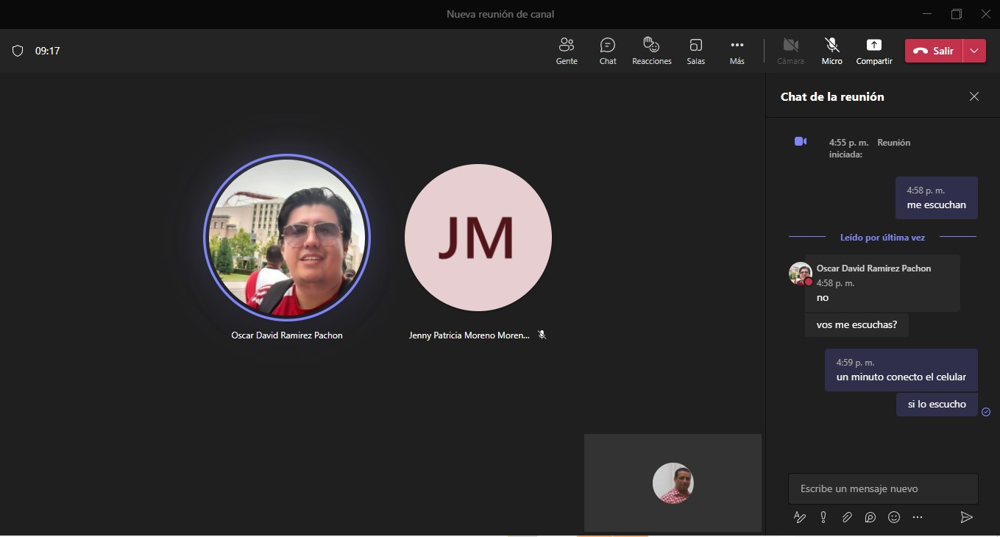 Nueva reunión de canal
09:17
Gente
Chat
Reacciones
Salas
Más
Cámara
Micro
Compartir
Salir
JM
Oscar David Ramirez Pachon
Jenny Patricia Moreno Moren...
Chat de la reunión
4:55 p. m. Reunión
iniciada:
4:58 p. m.
me escuchan
Leído por última vez
Oscar David Ramirez Pachon
4:58 p. m.
no
vos me escuchas?
4:59 p. m.
un minuto conecto el celular
si lo escucho
Escribe un mensaje nuevo